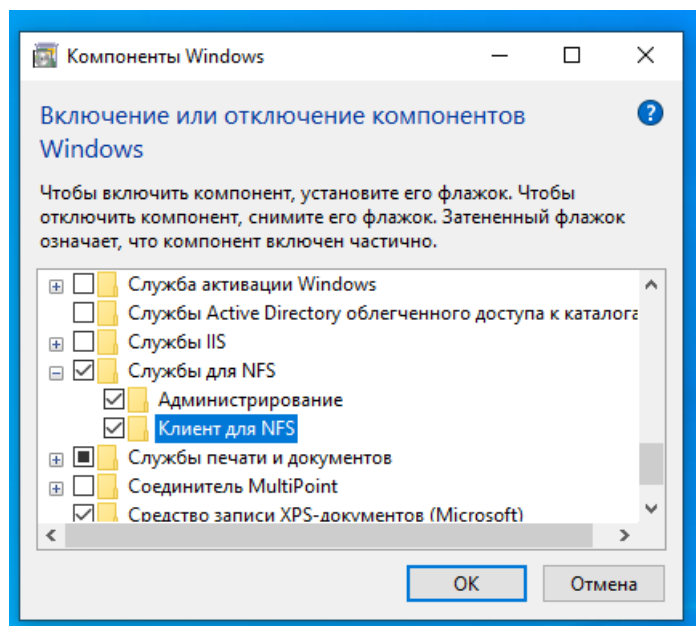 Компоненты Windows
Включение или отключение компонентов
Windows
?
Чтобы включить компонент, установите его флажок. Чтобы
отключить компонент, снимите его флажок. Затененный флажок
означает, что компонент включен частично.
Служба активации Windows
Службы Active Directory облегченного доступа к каталога
Службы IIS
Службы для NFS
Администрирование
Клиент для NFS
Службы печати и документов
Соединитель MultiPoint
Средство записи XPS-документов (Microsoft)
ОК
Отмена